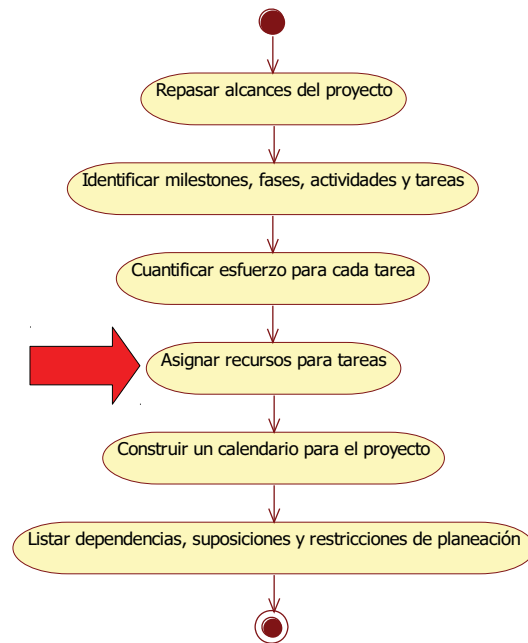 Repasar alcances del proyecto
Identificar milestones, fases, actividades y tareas
Cuantificar esfuerzo para cada tarea
Asignar recursos para tareas
Construir un calendario para el proyecto
Listar dependencias, suposiciones y restricciones de planeación